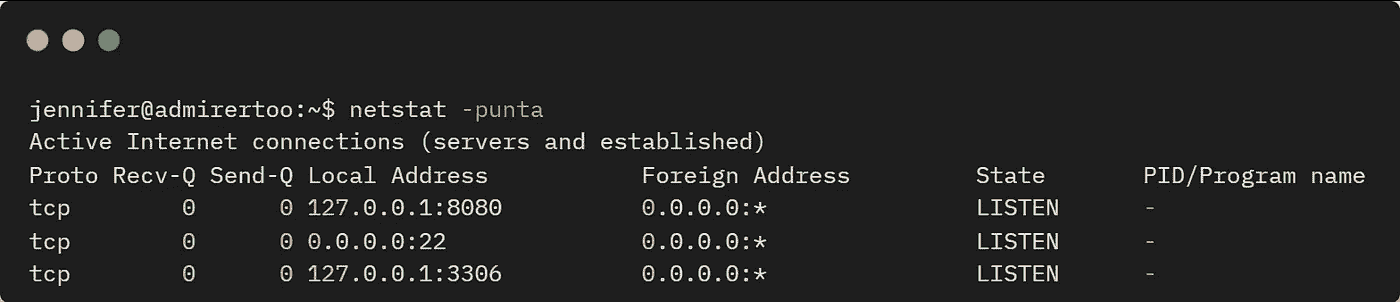 jennifer@admirertoo:~$ netstat -punta
Active Internet connections (servers and established)
Proto Recv-Q Send-Q Local Address           Foreign Address         State       PID/Program name
tcp        0      0 127.0.0.1:8080          0.0.0.0:*               LISTEN      -
tcp        0      0 0.0.0.0:22              0.0.0.0:*               LISTEN      -
tcp        0      0 127.0.0.1:3306          0.0.0.0:*               LISTEN      -